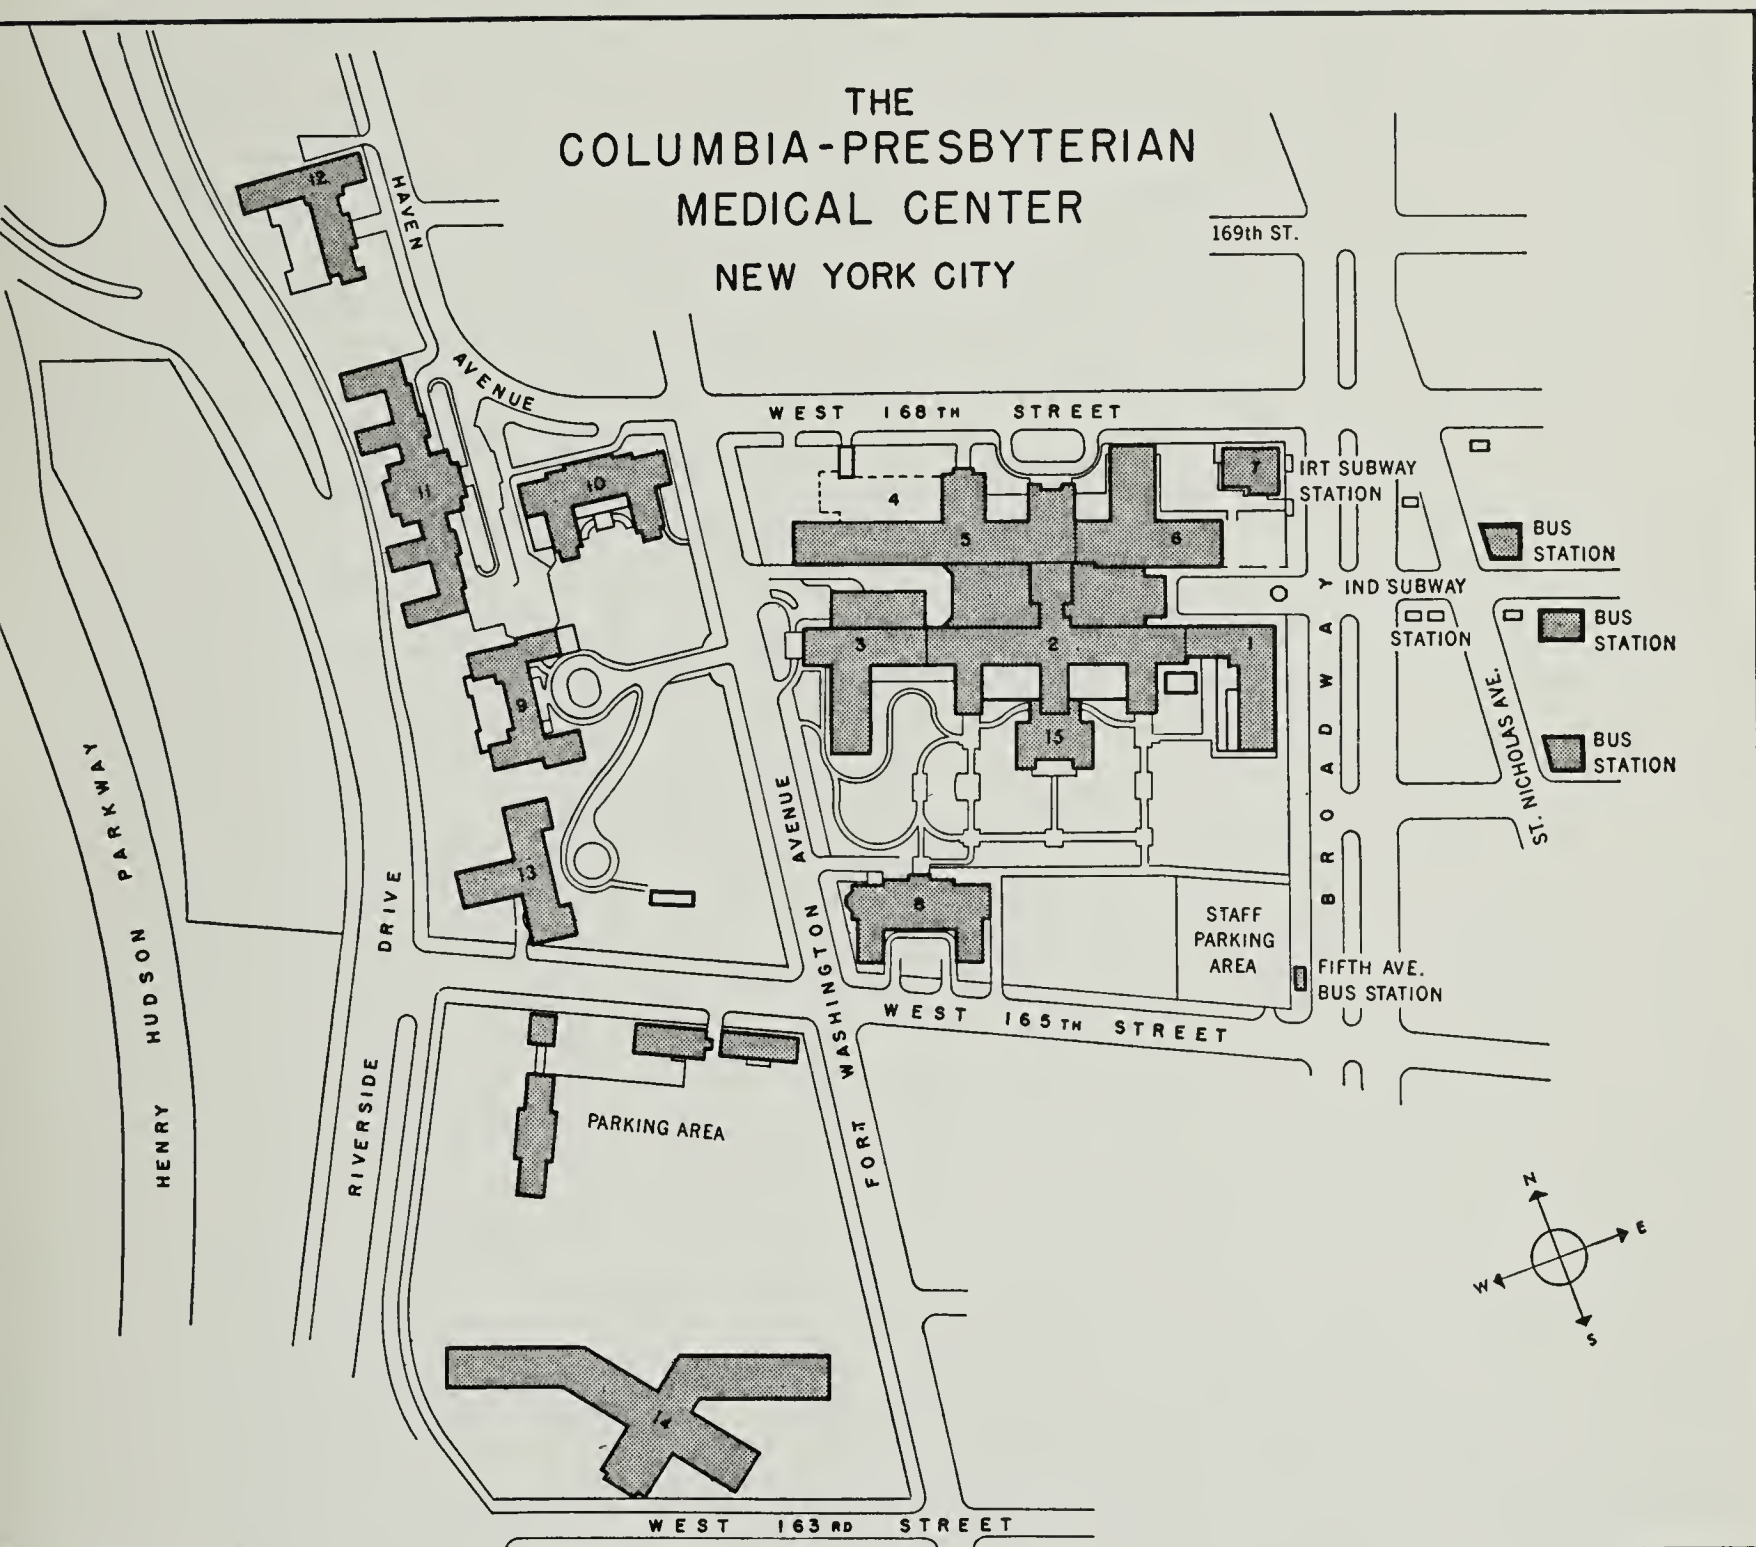 THE
COLUMBIA-PRESBYTERIAN
MEDICAL CENTER
NEW YORK CITY
12
HAVEN
AVENUE
169th ST.
WEST 168TH STREET
7
IRT SUBWAY
STATION
4
10
11
5
6
BUS
STATION
IND SUBWAY
STATION
BUS
STATION
3
2
1
9
15
BUS
STATION
ST. NICHOLAS AVE.
BROADWAY
HENRY HUDSON PARKWAY
RIVERSIDE DRIVE
FORT WASHINGTON AVENUE
13
8
STAFF
PARKING
AREA
FIFTH AVE.
BUS STATION
WEST 165TH STREET
PARKING AREA
N
E
W
S
14
WEST 163RD STREET